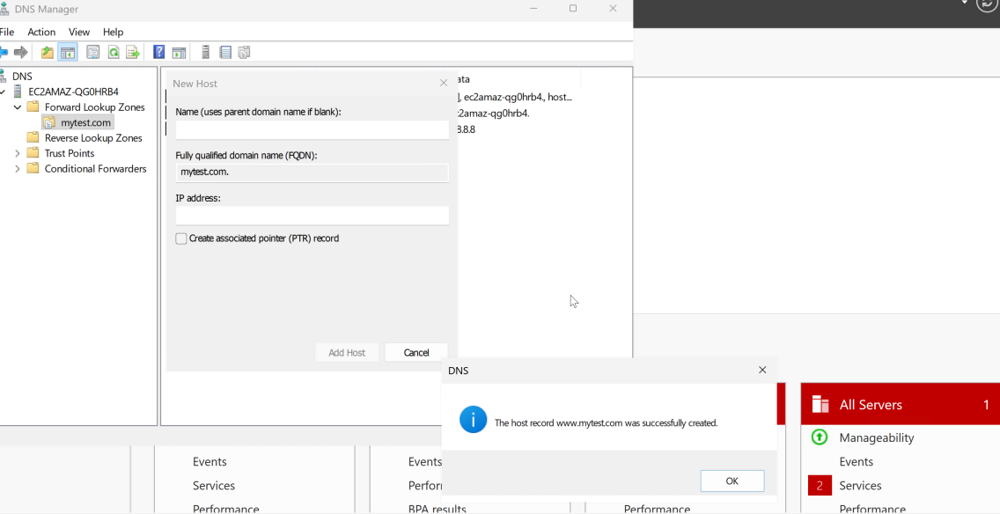 DNS Manager
File Action View Help
DNS
EC2AMAZ-QG0HRB4
Forward Lookup Zones
mytest.com
Reverse Lookup Zones
Trust Points
Conditional Forwarders
ata
], ec2amaz-qg0hrb4., host...
c2amaz-qg0hrb4.
8.8.8
New Host
Name (uses parent domain name if blank):
Fully qualified domain name (FQDN):
mytest.com.
IP address:
Create associated pointer (PTR) record
Add Host Cancel
DNS
The host record www.mytest.com was successfully created.
OK
Events
Services
Performance
Events
Perfor
BPA results
Performance
All Servers 1
Manageability
Events
2 Services
Performance